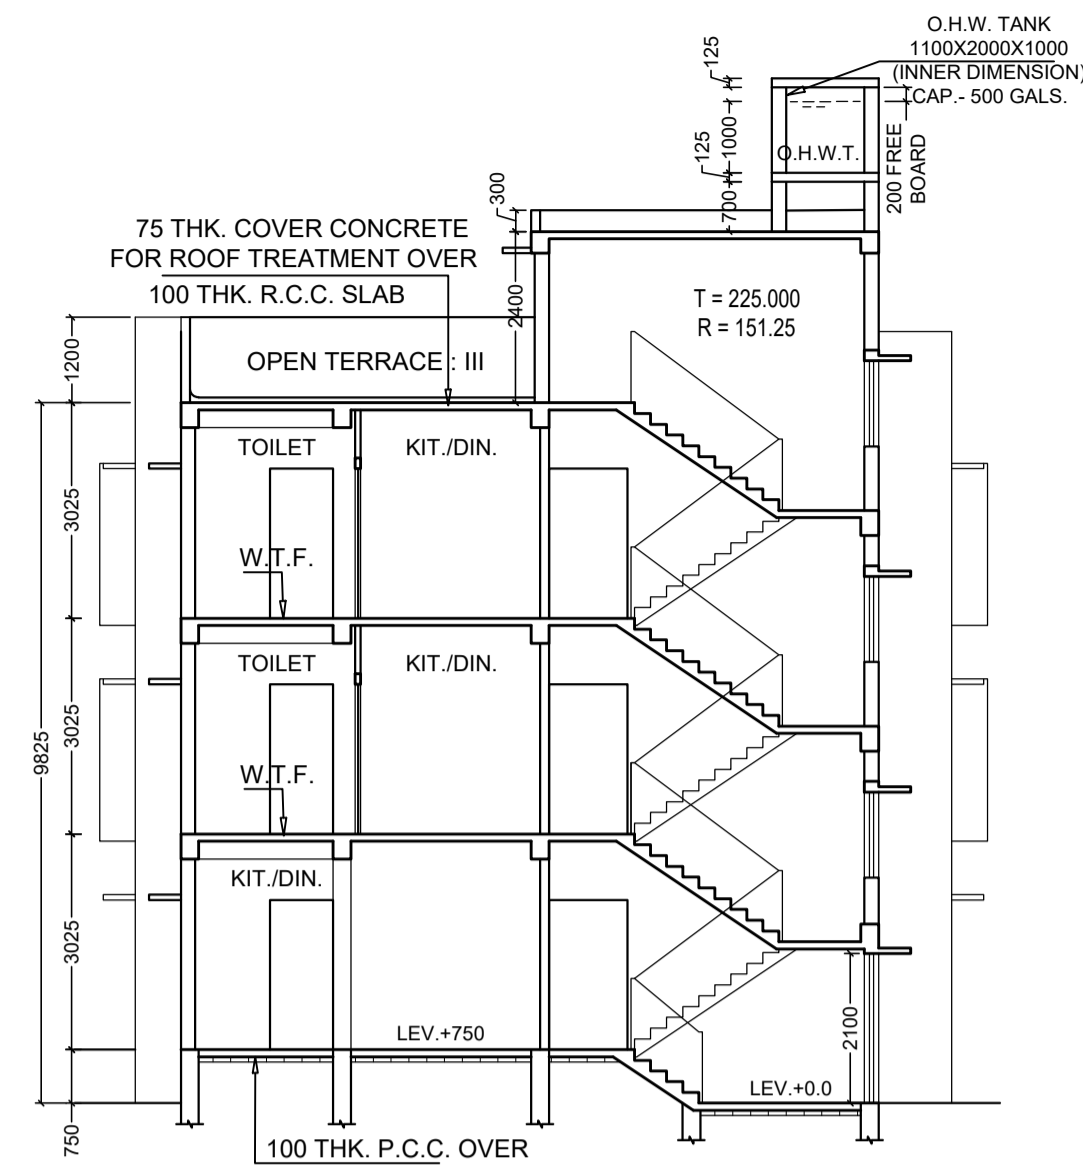 O.H.W. TANK
1100X2000X1000
(INNER DIMENSION)
CAP.- 500 GALS.
125
1000
125
700
O.H.W.T.
200 FREE
BOARD
300
75 THK. COVER CONCRETE
FOR ROOF TREATMENT OVER
100 THK. R.C.C. SLAB
2400
T = 225.000
R = 151.25
1200
OPEN TERRACE : III
TOILET
KIT./DIN.
3025
W.T.F.
TOILET
KIT./DIN.
3025
9825
W.T.F.
KIT./DIN.
3025
LEV.+750
2100
LEV.+0.0
750
100 THK. P.C.C. OVER